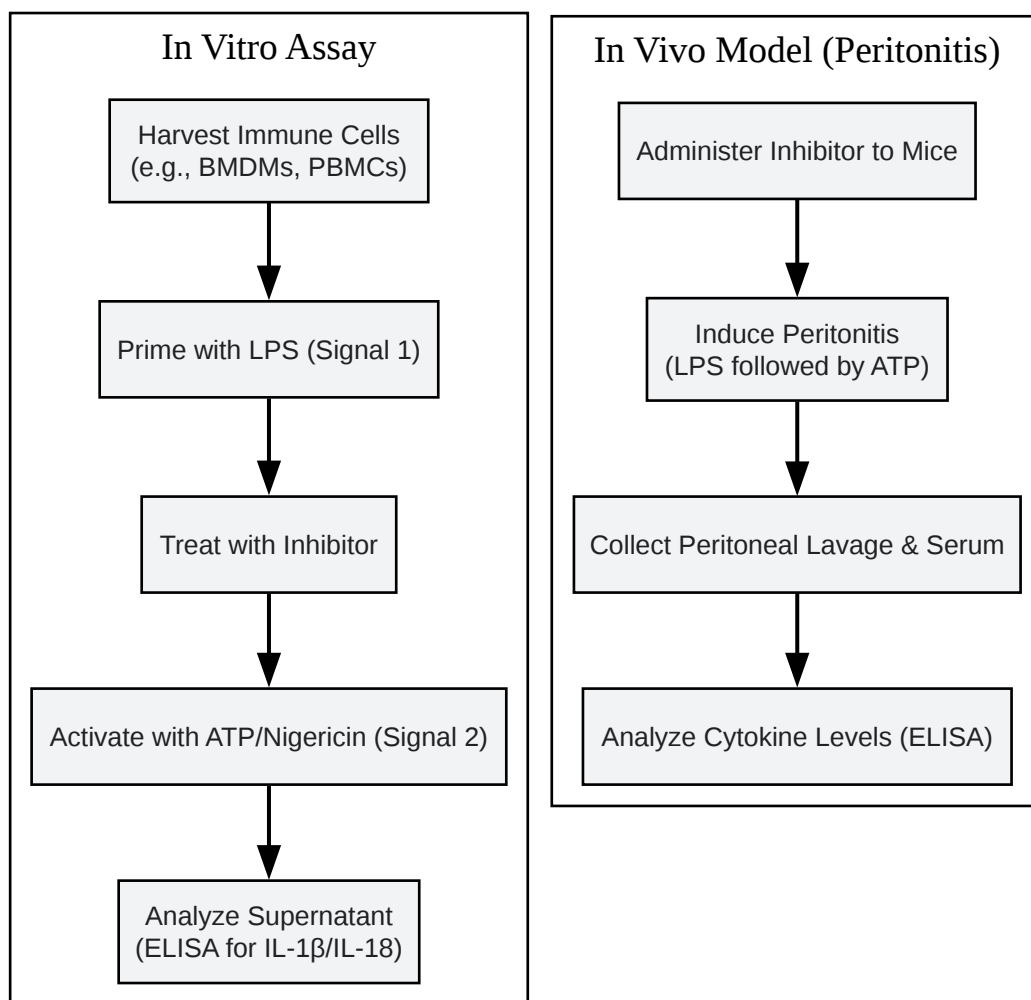 In Vitro Assay
Harvest Immune Cells
(e.g., BMDMs, PBMCs)
Prime with LPS (Signal 1)
Treat with Inhibitor
Activate with ATP/Nigericin (Signal 2)
Analyze Supernatant
(ELISA for IL-1β/IL-18)
In Vivo Model (Peritonitis)
Administer Inhibitor to Mice
Induce Peritonitis
(LPS followed by ATP)
Collect Peritoneal Lavage & Serum
Analyze Cytokine Levels (ELISA)